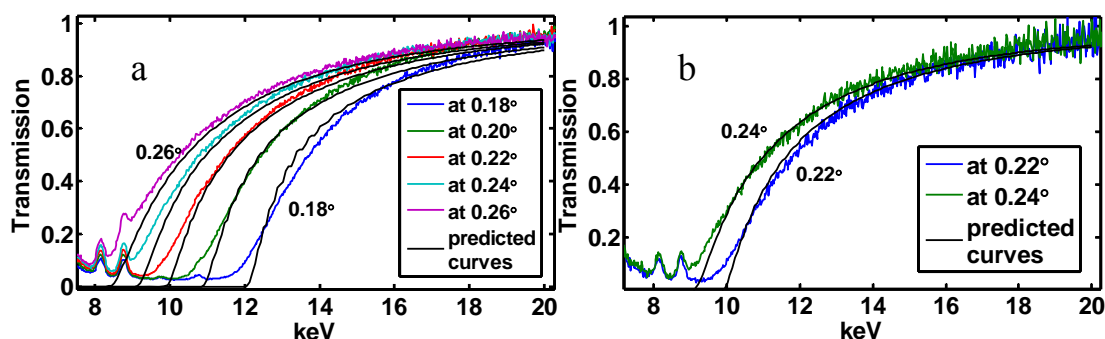 a
Transmission
1
0.8
0.6
0.4
0.2
0
8 10 12 14 16 18 20
keV
0.26°
0.18°
at 0.18°
at 0.20°
at 0.22°
at 0.24°
at 0.26°
predicted
curves
b
Transmission
1
0.8
0.6
0.4
0.2
8 10 12 14 16 18 20
keV
0.24°
0.22°
at 0.22°
at 0.24°
predicted
curves